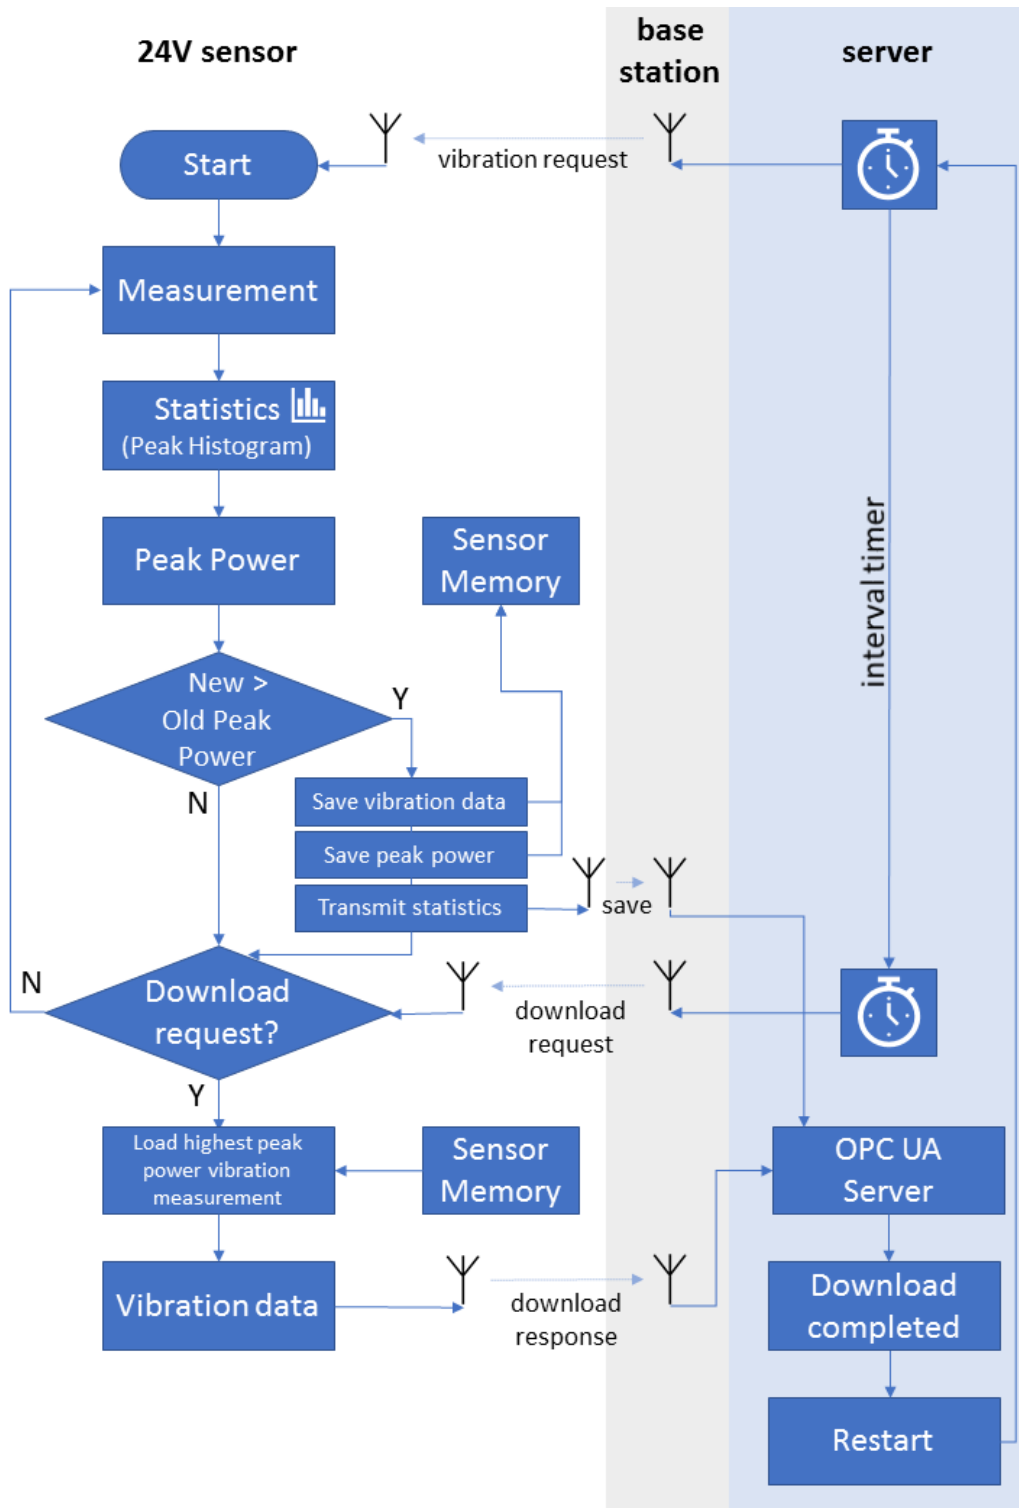 24V sensor
base
station
server
Start
vibration request
Measurement
Statistics
(Peak Histogram)
Peak Power
Sensor
Memory
interval timer
New >
Old Peak
Power
Y
N
Save vibration data
Save peak power
Transmit statistics
save
N
Download
request?
download
request
Y
Load highest peak
power vibration
measurement
Sensor
Memory
OPC UA
Server
Vibration data
download
response
Download
completed
Restart